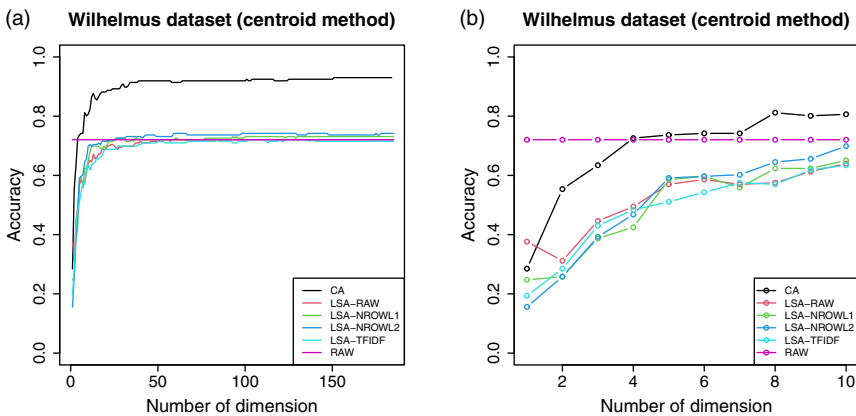 (a)
Wilhelmus dataset (centroid method)
Accuracy
1.0
0.8
0.6
0.4
0.2
0.0
CA
LSA-RAW
LSA-NROWL1
LSA-NROWL2
LSA-TFIDF
RAW
0 50 100 150
Number of dimension
(b)
Wilhelmus dataset (centroid method)
Accuracy
1.0
0.8
0.6
0.4
0.2
0.0
CA
LSA-RAW
LSA-NROWL1
LSA-NROWL2
LSA-TFIDF
RAW
2 4 6 8 10
Number of dimension